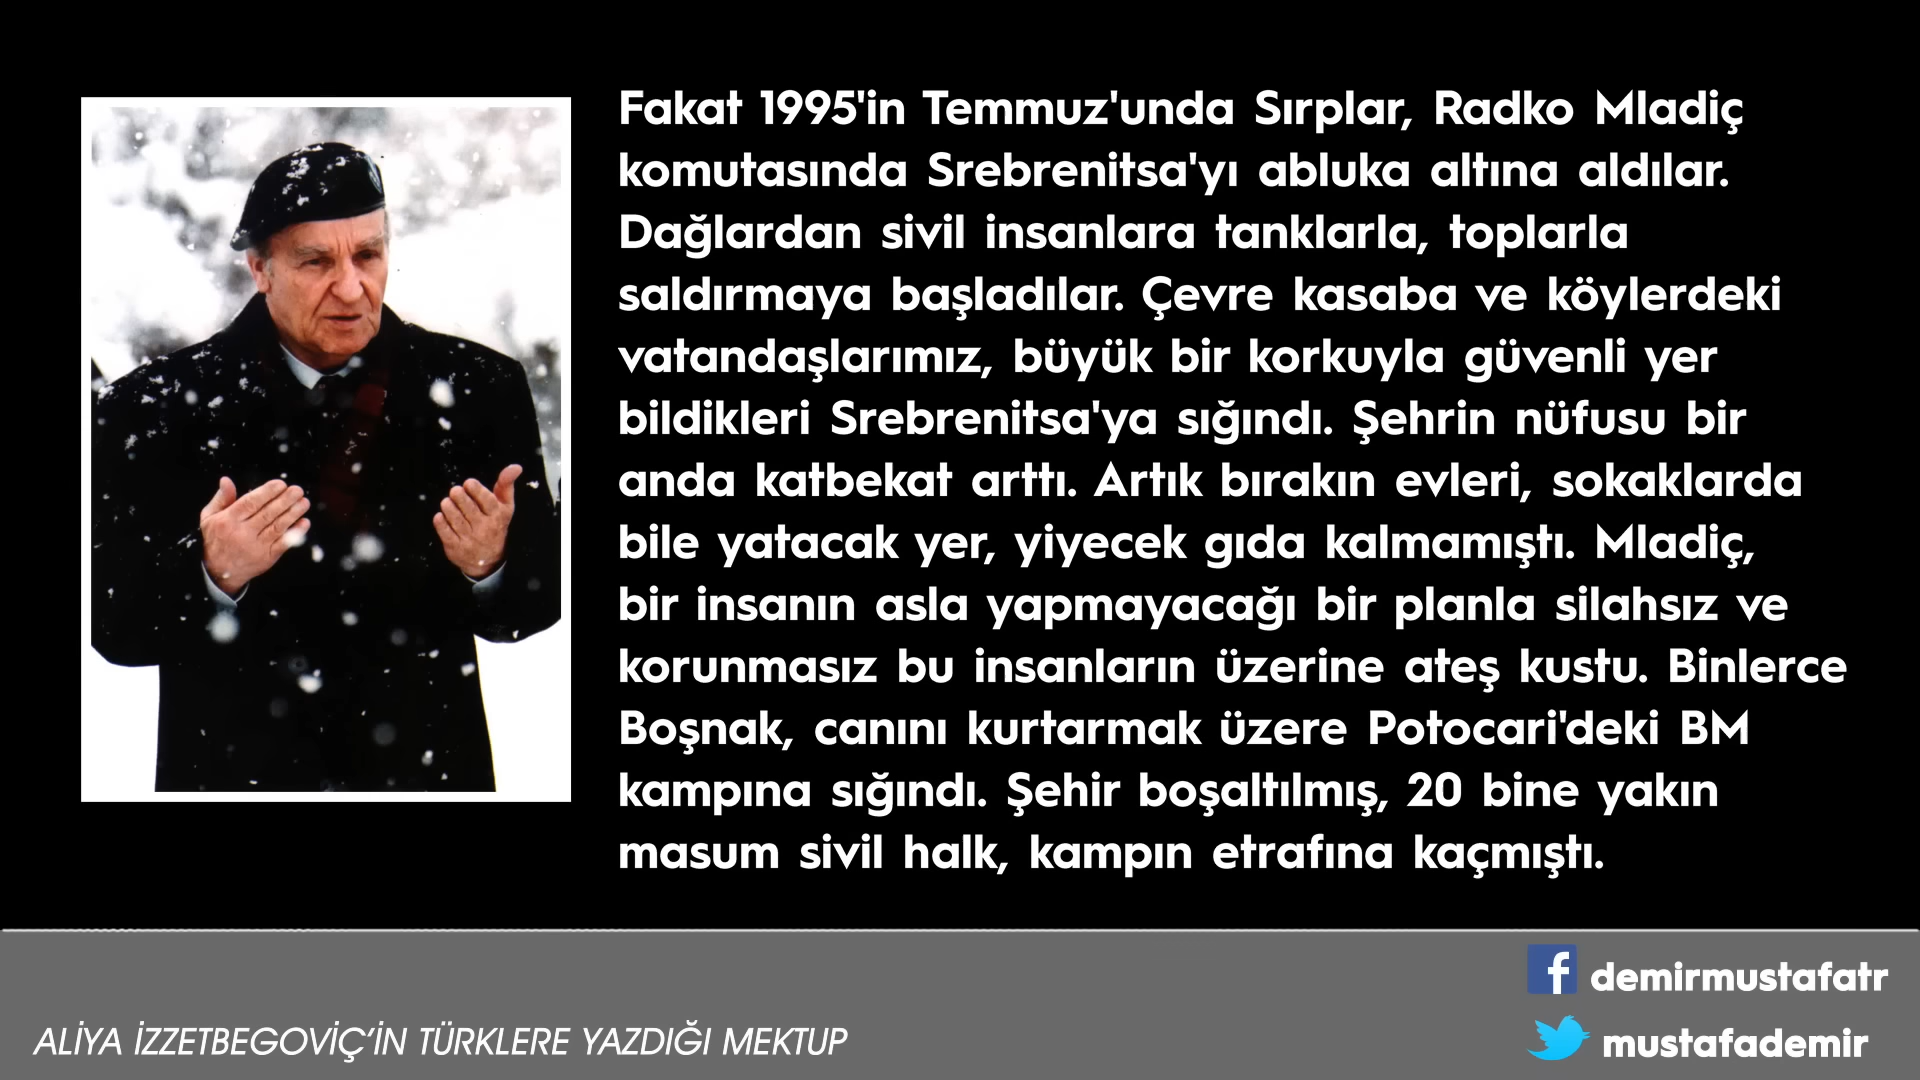 Fakat 1995'in Temmuz'unda Sırplar, Radko Mladiç
komutasında Srebrenitsa'yı abluka altına aldılar.
Dağlardan sivil insanlara tanklarla, toplarla
saldırmaya başladılar. Çevre kasaba ve köylerdeki
vatandaşlarımız, büyük bir korkuyla güvenli yer
bildikleri Srebrenitsa'ya sığındı. Şehrin nüfusu bir
anda katbekat arttı. Artık bırakın evleri, sokaklarda
bile yatacak yer, yiyecek gıda kalmamıştı. Mladiç,
bir insanın asla yapmayacağı bir planla silahsız ve
korunmasız bu insanların üzerine ateş kustu. Binlerce
Boşnak, canını kurtarmak üzere Potocari'deki BM
kampına sığındı. Şehir boşaltılmış, 20 bine yakın
masum sivil halk, kampın etrafına kaçmıştı.
f demirmustafatr
ALİYA İZZETBEGOVİÇ’İN TÜRKLERE YAZDIĞI MEKTUP
mustafademir